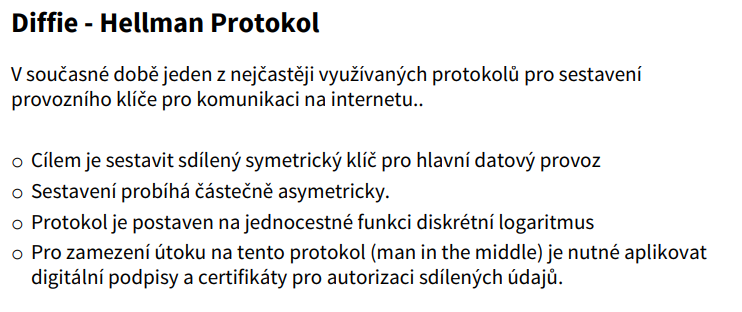 Diffie - Hellman Protokol
V současné době jeden z nejčastěji využívaných protokolů pro sestavení
provozního klíče pro komunikaci na internetu..
○ Cílem je sestavit sdílený symetrický klíč pro hlavní datový provoz
○ Sestavení probíhá částečně asymetricky.
○ Protokol je postaven na jednocestné funkci diskrétní logaritmus
○ Pro zamezení útoku na tento protokol (man in the middle) je nutné aplikovat
digitální podpisy a certifikáty pro autorizaci sdílených údajů.